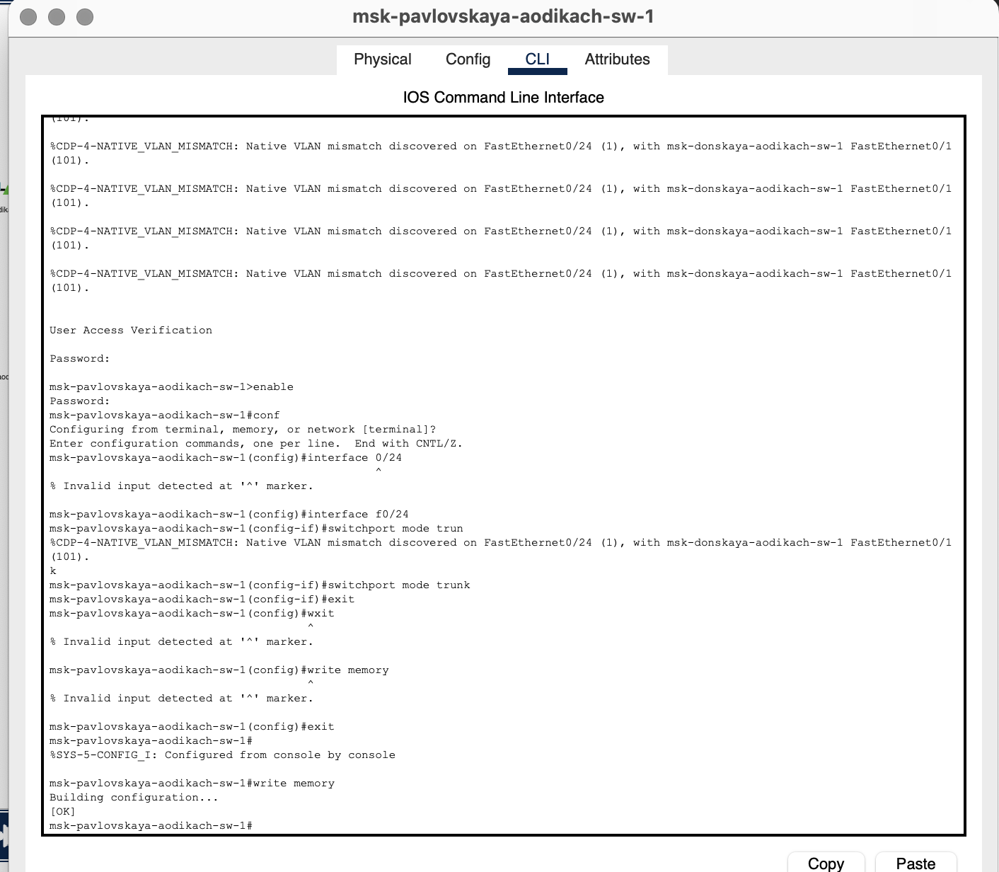 msk-pavlovskaya-aodikach-sw-1
Physical Config CLI Attributes
IOS Command Line Interface
(101).
%CDP-4-NATIVE_VLAN_MISMATCH: Native VLAN mismatch discovered on FastEthernet0/24 (1), with msk-donskaya-aodikach-sw-1 FastEthernet0/1
(101).
%CDP-4-NATIVE_VLAN_MISMATCH: Native VLAN mismatch discovered on FastEthernet0/24 (1), with msk-donskaya-aodikach-sw-1 FastEthernet0/1
(101).
%CDP-4-NATIVE_VLAN_MISMATCH: Native VLAN mismatch discovered on FastEthernet0/24 (1), with msk-donskaya-aodikach-sw-1 FastEthernet0/1
(101).
%CDP-4-NATIVE_VLAN_MISMATCH: Native VLAN mismatch discovered on FastEthernet0/24 (1), with msk-donskaya-aodikach-sw-1 FastEthernet0/1
(101).
User Access Verification
Password:
msk-pavlovskaya-aodikach-sw-1>enable
Password:
msk-pavlovskaya-aodikach-sw-1#conf
Configuring from terminal, memory, or network [terminal]?
Enter configuration commands, one per line.  End with CNTL/Z.
msk-pavlovskaya-aodikach-sw-1(config)#interface 0/24
^
% Invalid input detected at '^' marker.
msk-pavlovskaya-aodikach-sw-1(config)#interface f0/24
msk-pavlovskaya-aodikach-sw-1(config-if)#switchport mode trun
%CDP-4-NATIVE_VLAN_MISMATCH: Native VLAN mismatch discovered on FastEthernet0/24 (1), with msk-donskaya-aodikach-sw-1 FastEthernet0/1
(101).
k
msk-pavlovskaya-aodikach-sw-1(config-if)#switchport mode trunk
msk-pavlovskaya-aodikach-sw-1(config-if)#exit
msk-pavlovskaya-aodikach-sw-1(config)#wxit
^
% Invalid input detected at '^' marker.
msk-pavlovskaya-aodikach-sw-1(config)#write memory
^
% Invalid input detected at '^' marker.
msk-pavlovskaya-aodikach-sw-1(config)#exit
msk-pavlovskaya-aodikach-sw-1#
%SYS-5-CONFIG_I: Configured from console by console
msk-pavlovskaya-aodikach-sw-1#write memory
Building configuration...
[OK]
msk-pavlovskaya-aodikach-sw-1#
Copy Paste